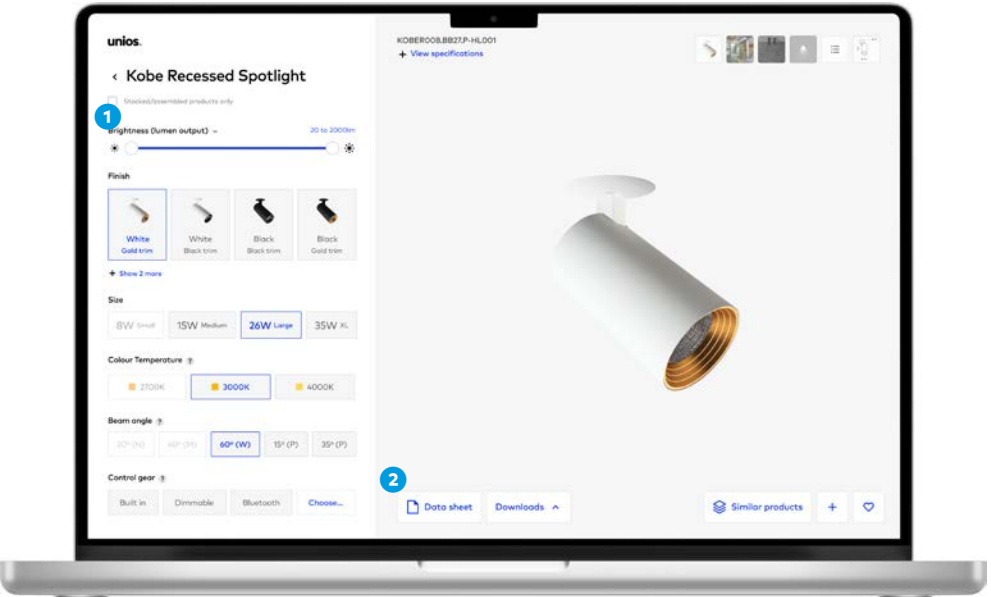 unios.
‹ Kobe Recessed Spotlight
Stocked/assembled products only
1
Brightness (lumen output)
20 to 2000lm
Finish
White
Gold trim
White
Black trim
Black
Black trim
Black
Gold trim
+ Show 2 more
Size
8W Small
15W Medium
26W Large
35W XL
Colour Temperature ?
2700K
3000K
4000K
Beam angle ?
60° (W)
15° (P)
35° (P)
Control gear ?
Built in
Dimmable
Bluetooth
Choose...
KOBER008.BB27.P-HL001
+ View specifications
2
Data sheet
Downloads
Similar products
+